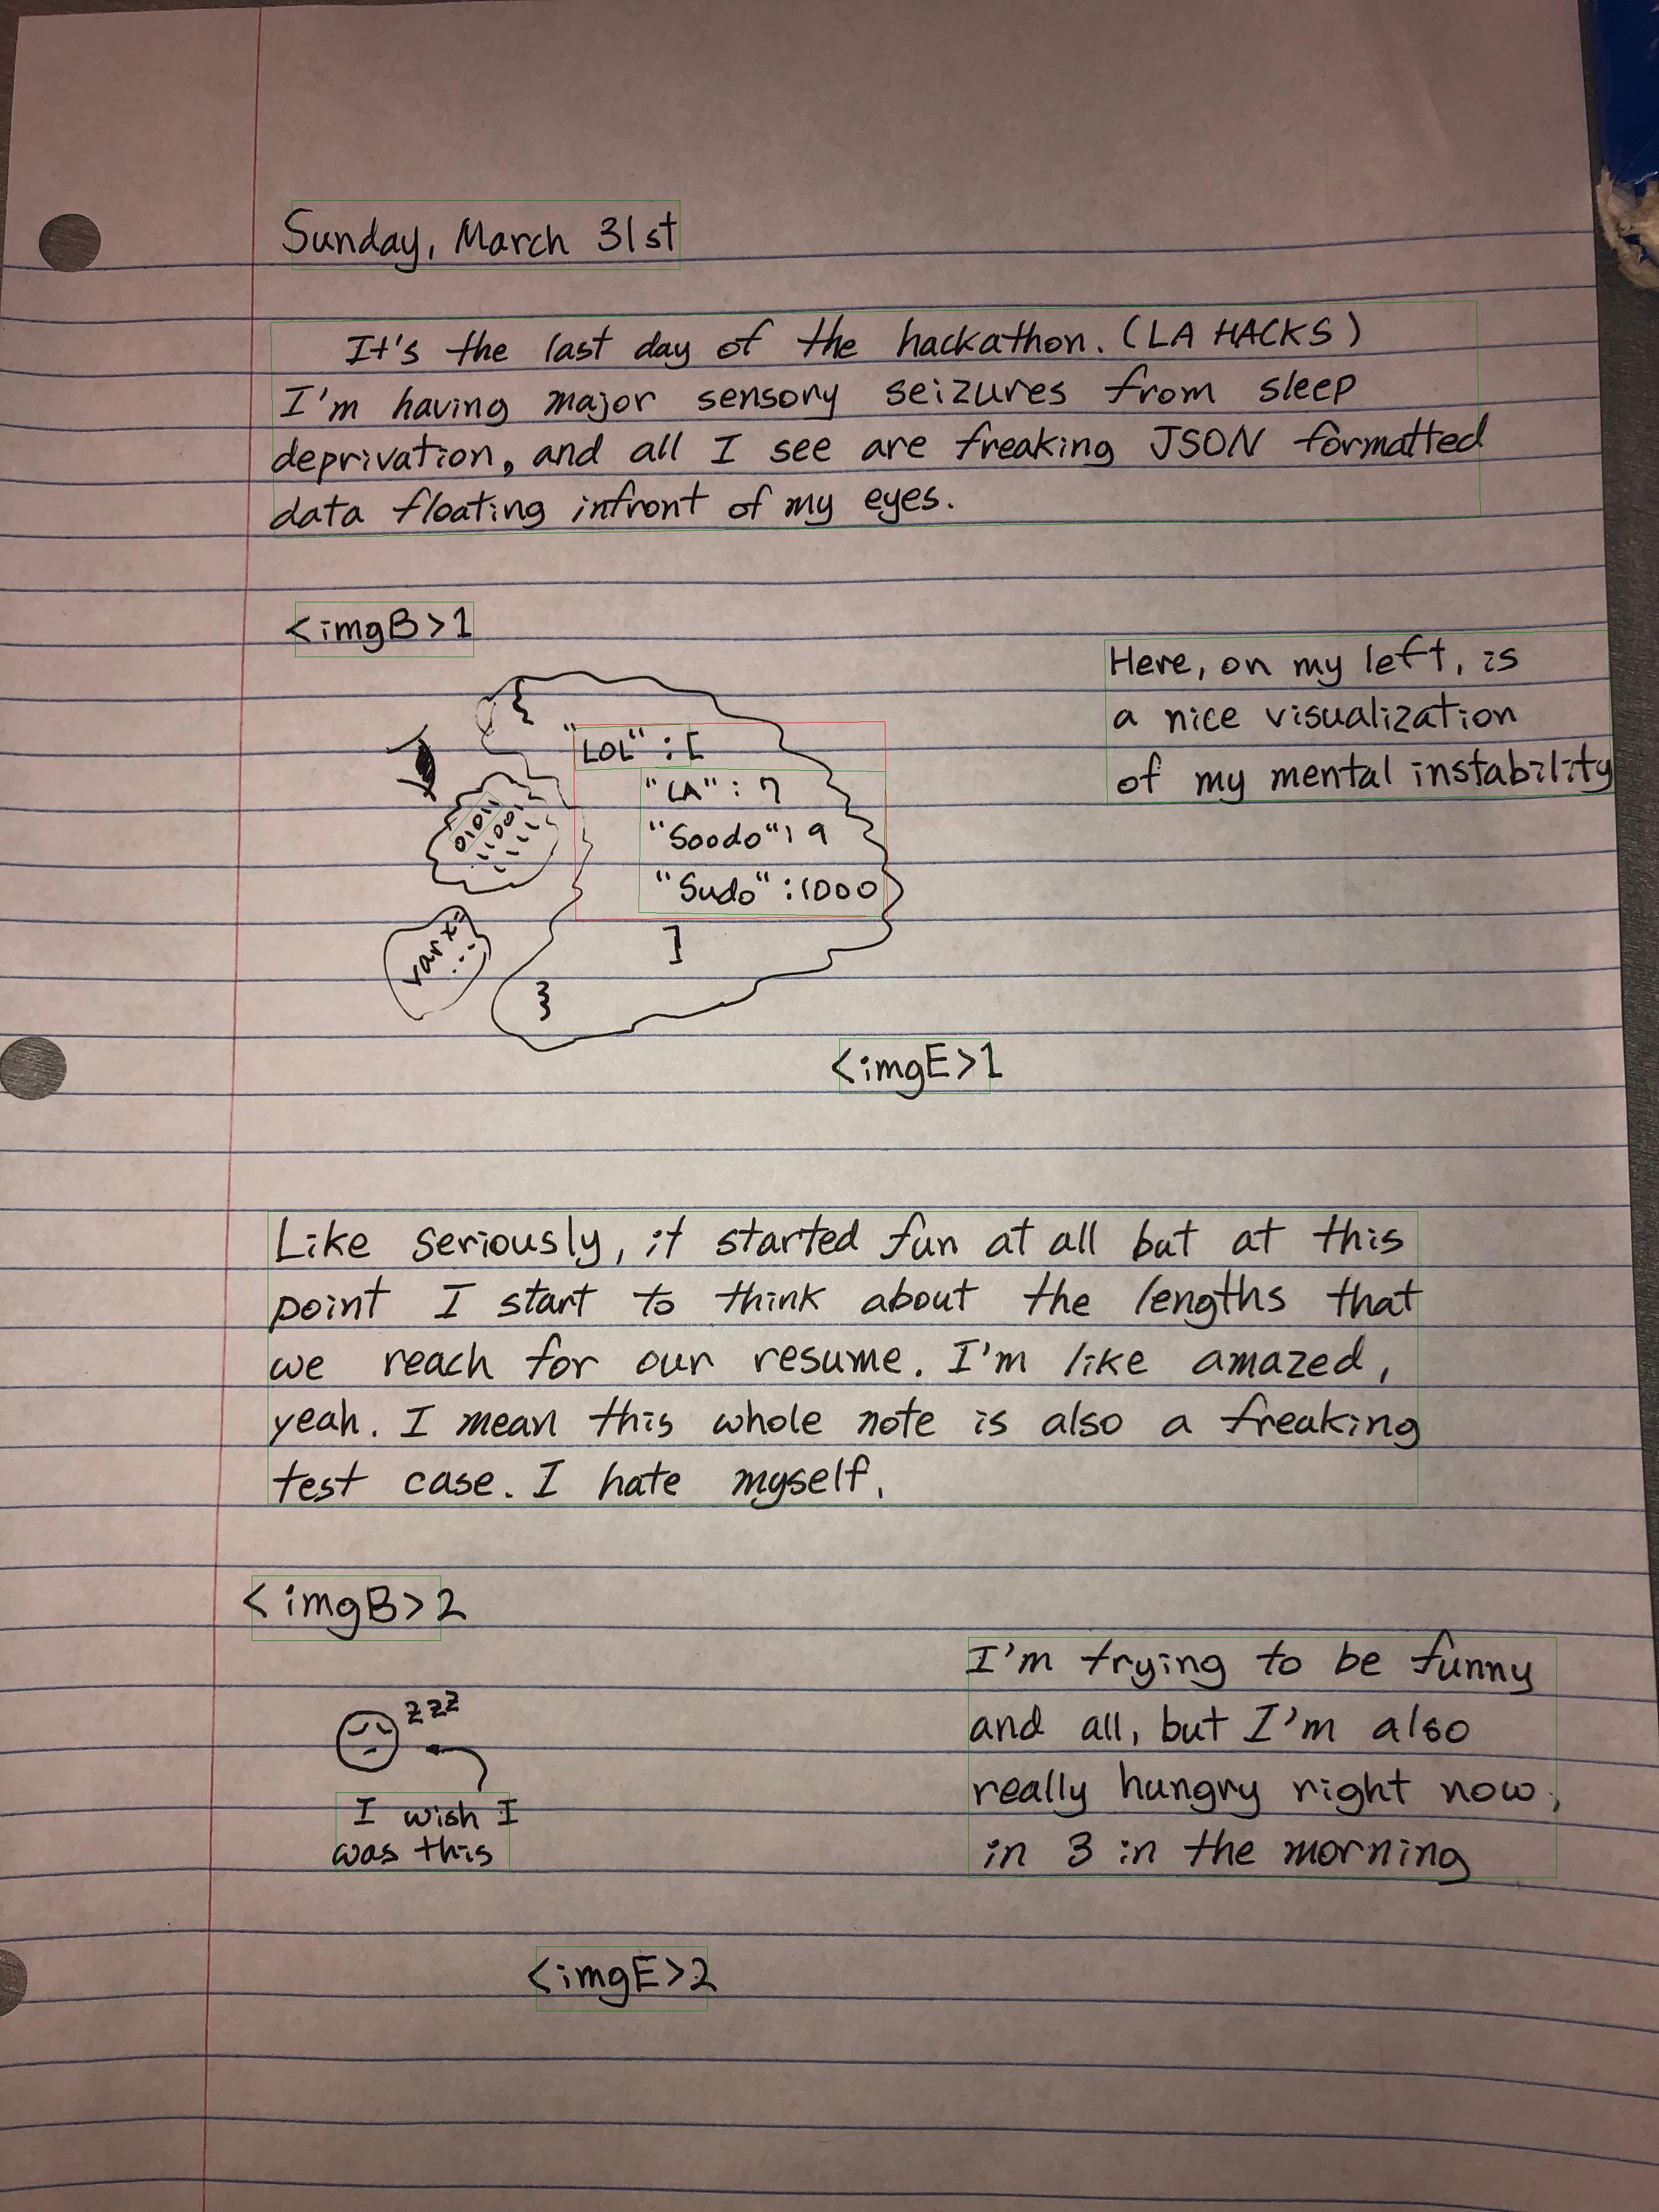 Sunday, March 31st
It's the last day of the hackathon. (LA HACKS)
I'm having major sensory seizures from sleep
deprivation, and all I see are freaking JSON formatted
data floating infront of my eyes.
<imgB>1
{
"LOL" : [
"LA" : 7
"Soodo" : 9
"Sudo" : 1000
]
}
01011
11001
11111
var x=
...
Here, on my left, is
a nice visualization
of my mental instability
<imgE>1
Like seriously, it started fun at all but at this
point I start to think about the lengths that
we reach for our resume. I'm like amazed,
yeah. I mean this whole note is also a freaking
test case. I hate myself.
<imgB>2
zzz
I wish I
was this
I'm trying to be funny
and all, but I'm also
really hungry right now,
in 3 in the morning
<imgE>2